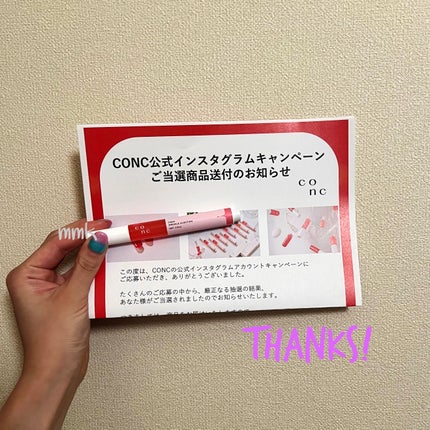 CONC公式インスタグラムキャンペーン
ご当選商品送付のお知らせ
co
nc
mmk
co
nc
この度は、CONCの公式インスタグラムアカウントキャンペーンに
ご応募いただき、ありがとうございました。
たくさんのご応募の中から、厳正なる抽選の結果、
あなた様がご当選されましたのでお知らせいたします。
THANKS!